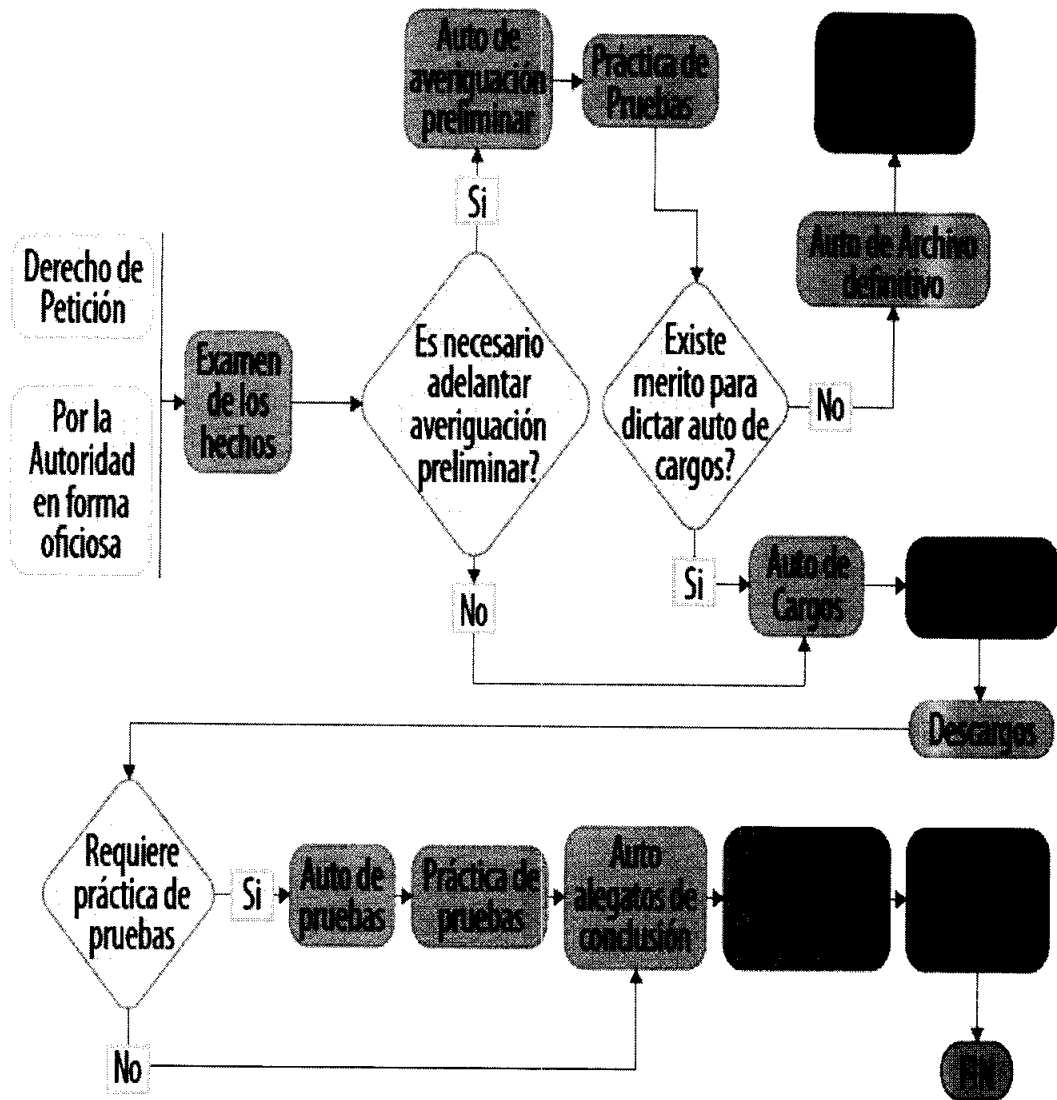 Auto de
averiguación
preliminar
Práctica de
Pruebas
Si
Derecho de
Petición
Auto de Archivo
definitivo
Examen
de los
hechos
Es necesario
adelantar
averiguación
preliminar?
Existe
merito para
dictar auto de
cargos?
No
Por la
Autoridad
en forma
oficiosa
Si
Auto de
Cargos
No
Descargos
Requiere
práctica de
pruebas
Si
Auto de
pruebas
Práctica de
pruebas
Auto
alegatos de
conclusión
No
FIN